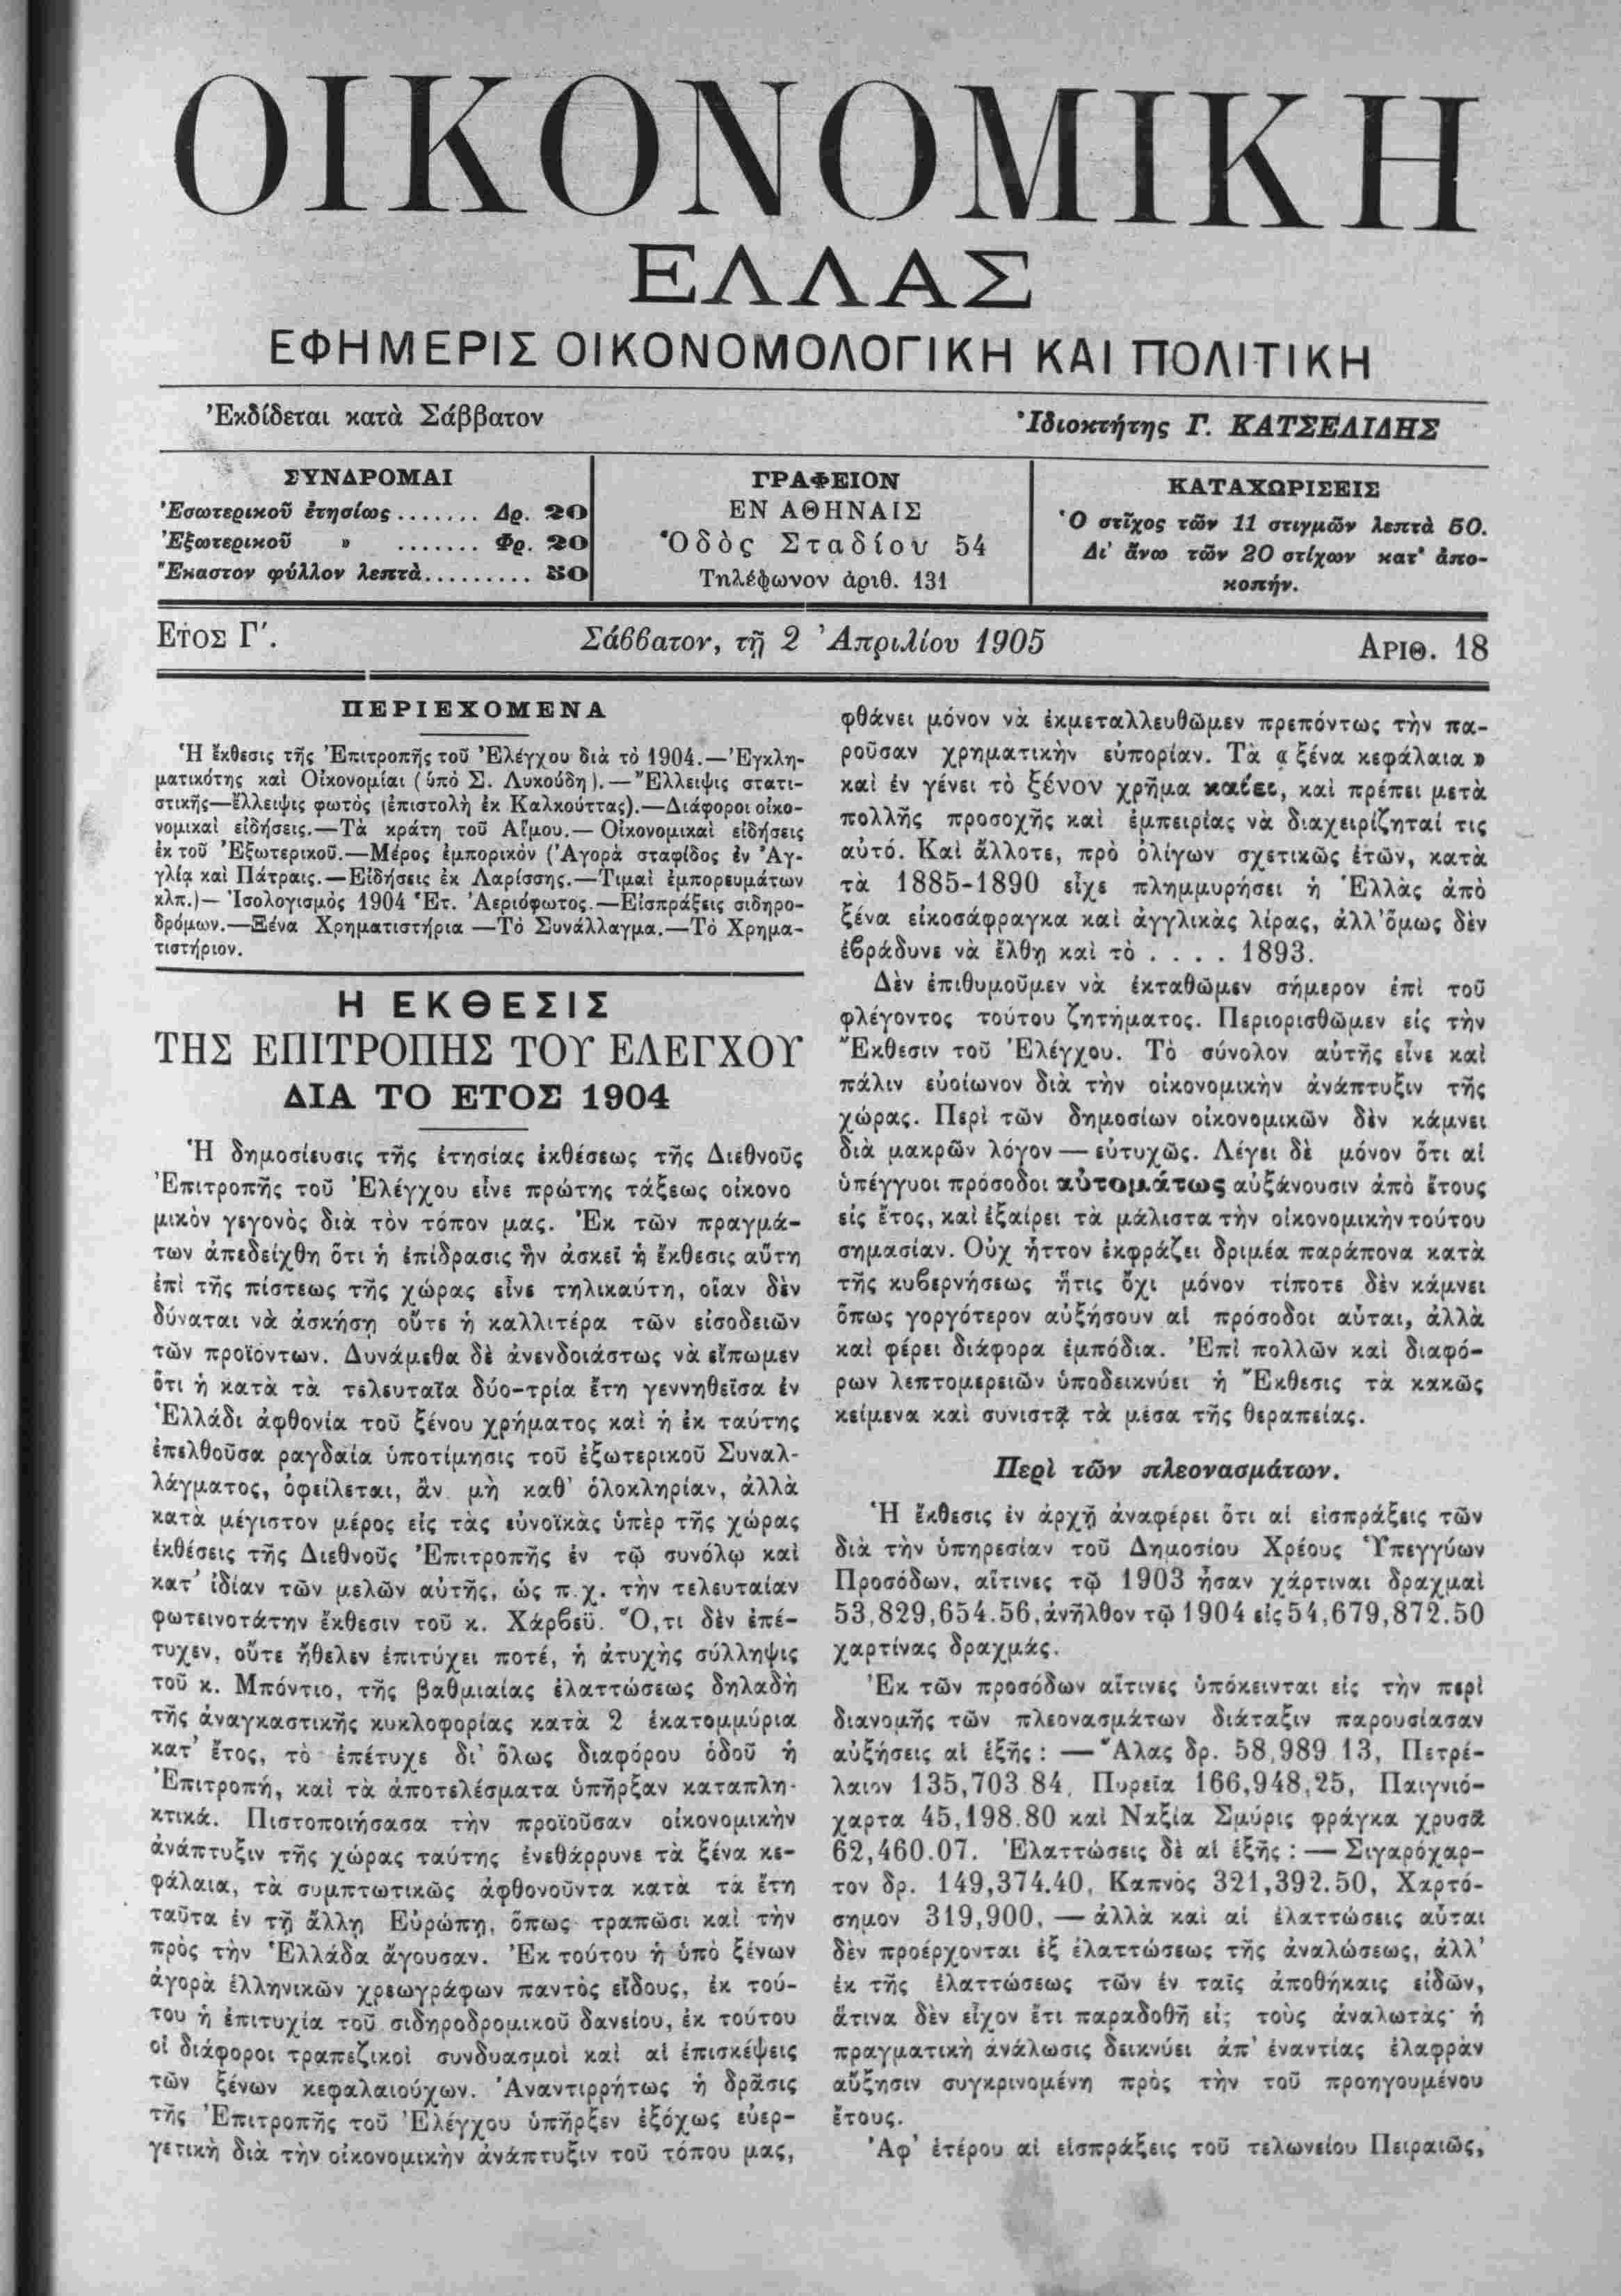 ΟΙΚΟΝΟΜΙΚΗ
ΕΛΛΑΣ
ΕΦΗΜΕΡΙΣ ΟΙΚΟΝΟΜΟΛΟΓΙΚΗ ΚΑΙ ΠΟΛΙΤΙΚΗ
Ἐκδίδεται κατὰ Σάββατον
Ἰδιοκτήτης Γ. ΚΑΤΣΕΛΙΔΗΣ
ΣΥΝΔΡΟΜΑΙ
Ἐσωτερικοῦ ἐτησίως ....... Δρ. 20
Ἐξωτερικοῦ » ....... Φρ. 20
Ἕκαστον φύλλον λεπτὰ.......... 50
ΓΡΑΦΕΙΟΝ
ΕΝ ΑΘΗΝΑΙΣ
Ὁδὸς Σταδίου 54
Τηλέφωνον ἀριθ. 131
ΚΑΤΑΧΩΡΙΣΕΙΣ
Ὁ στῖχος τῶν 11 στιγμῶν λεπτὰ 50.
Δι' ἄνω τῶν 20 στίχων κατ' ἀπο-
κοπήν.
ΕΤΟΣ Γ'.
Σάββατον, τῇ 2 Ἀπριλίου 1905
ΑΡΙΘ. 18
ΠΕΡΙΕΧΟΜΕΝΑ
Ἡ ἔκθεσις τῆς Ἐπιτροπῆς τοῦ Ἐλέγχου διὰ τὸ 1904.—Ἐγκλη-
ματικότης καὶ Οἰκονομίαι (ὑπὸ Σ. Λυκούδη).—Ἔλλειψις στατι-
στικῆς—ἔλλειψις φωτὸς (ἐπιστολὴ ἐκ Καλκούττας).—Διάφοροι οἰκο-
νομικαὶ εἰδήσεις.—Τὰ κράτη τοῦ Αἵμου.— Οἰκονομικαὶ εἰδήσεις
ἐκ τοῦ Ἐξωτερικοῦ.—Μέρος ἐμπορικὸν (Ἀγορὰ σταφίδος ἐν Ἀγ-
γλίᾳ καὶ Πάτραις.—Εἰδήσεις ἐκ Λαρίσσης.—Τιμαὶ ἐμπορευμάτων
κλπ.)— Ἰσολογισμὸς 1904 Ἑτ. Ἀεριόφωτος.—Εἰσπράξεις σιδηρο-
δρόμων.—Ξένα Χρηματιστήρια —Τὸ Συνάλλαγμα.—Τὸ Χρημα-
τιστήριον.
Η ΕΚΘΕΣΙΣ
ΤΗΣ ΕΠΙΤΡΟΠΗΣ ΤΟΥ ΕΛΕΓΧΟΥ
ΔΙΑ ΤΟ ΕΤΟΣ 1904
Ἡ δημοσίευσις τῆς ἐτησίας ἐκθέσεως τῆς Διεθνοῦς
Ἐπιτροπῆς τοῦ Ἐλέγχου εἶνε πρώτης τάξεως οἰκονο
μικὸν γεγονὸς διὰ τὸν τόπον μας. Ἐκ τῶν πραγμά-
των ἀπεδείχθη ὅτι ἡ ἐπίδρασις ἣν ἀσκεῖ ἡ ἔκθεσις αὕτη
ἐπὶ τῆς πίστεως τῆς χώρας εἶνε τηλικαύτη, οἵαν δὲν
δύναται νὰ ἀσκήσῃ οὔτε ἡ καλλιτέρα τῶν εἰσοδειῶν
τῶν προϊόντων. Δυνάμεθα δὲ ἀνενδοιάστως νὰ εἴπωμεν
ὅτι ἡ κατὰ τὰ τελευταῖα δύο-τρία ἔτη γεννηθεῖσα ἐν
Ἑλλάδι ἀφθονία τοῦ ξένου χρήματος καὶ ἡ ἐκ ταύτης
ἐπελθοῦσα ραγδαία ὑποτίμησις τοῦ ἐξωτερικοῦ Συναλ-
λάγματος, ὀφείλεται, ἂν μὴ καθ' ὁλοκληρίαν, ἀλλὰ
κατὰ μέγιστον μέρος εἰς τὰς εὐνοϊκὰς ὑπὲρ τῆς χώρας
ἐκθέσεις τῆς Διεθνοῦς Ἐπιτροπῆς ἐν τῷ συνόλῳ καὶ
κατ' ἰδίαν τῶν μελῶν αὐτῆς, ὡς π.χ. τὴν τελευταίαν
φωτεινοτάτην ἔκθεσιν τοῦ κ. Χάρβεϋ. Ὅ,τι δὲν ἐπέ-
τυχεν, οὔτε ἤθελεν ἐπιτύχει ποτέ, ἡ ἀτυχὴς σύλληψις
τοῦ κ. Μπόντιο, τῆς βαθμιαίας ἐλαττώσεως δηλαδὴ
τῆς ἀναγκαστικῆς κυκλοφορίας κατὰ 2 ἑκατομμύρια
κατ' ἔτος, τὸ ἐπέτυχε δι' ὅλως διαφόρου ὁδοῦ ἡ
Ἐπιτροπή, καὶ τὰ ἀποτελέσματα ὑπῆρξαν καταπλη-
κτικά. Πιστοποιήσασα τὴν προϊοῦσαν οἰκονομικὴν
ἀνάπτυξιν τῆς χώρας ταύτης ἐνεθάρρυνε τὰ ξένα κε-
φάλαια, τὰ συμπτωτικῶς ἀφθονοῦντα κατὰ τὰ ἔτη
ταῦτα ἐν τῇ ἄλλῃ Εὐρώπῃ, ὅπως τραπῶσι καὶ τὴν
πρὸς τὴν Ἑλλάδα ἄγουσαν. Ἐκ τούτου ἡ ὑπὸ ξένων
ἀγορὰ ἑλληνικῶν χρεωγράφων παντὸς εἴδους, ἐκ τού-
του ἡ ἐπιτυχία τοῦ σιδηροδρομικοῦ δανείου, ἐκ τούτου
οἱ διάφοροι τραπεζικοὶ συνδυασμοὶ καὶ αἱ ἐπισκέψεις
τῶν ξένων κεφαλαιούχων. Ἀναντιρρήτως ἡ δρᾶσις
τῆς Ἐπιτροπῆς τοῦ Ἐλέγχου ὑπῆρξεν ἐξόχως εὐερ-
γετικὴ διὰ τὴν οἰκονομικὴν ἀνάπτυξιν τοῦ τόπου μας,
φθάνει μόνον νὰ ἐκμεταλλευθῶμεν πρεπόντως τὴν πα-
ροῦσαν χρηματικὴν εὐπορίαν. Τὰ « ξένα κεφάλαια »
καὶ ἐν γένει τὸ ξένον χρῆμα καίει, καὶ πρέπει μετὰ
πολλῆς προσοχῆς καὶ ἐμπειρίας νὰ διαχειρίζηταί τις
αὐτό. Καὶ ἄλλοτε, πρὸ ὀλίγων σχετικῶς ἐτῶν, κατὰ
τὰ 1885-1890 εἶχε πλημμυρήσει ἡ Ἑλλὰς ἀπὸ
ξένα εἰκοσάφραγκα καὶ ἀγγλικὰς λίρας, ἀλλ'ὅμως δὲν
ἐβράδυνε νὰ ἔλθῃ καὶ τὸ . . . . 1893.
Δὲν ἐπιθυμοῦμεν νὰ ἐκταθῶμεν σήμερον ἐπὶ τοῦ
φλέγοντος τούτου ζητήματος. Περιορισθῶμεν εἰς τὴν
Ἔκθεσιν τοῦ Ἐλέγχου. Τὸ σύνολον αὐτῆς εἶνε καὶ
πάλιν εὐοίωνον διὰ τὴν οἰκονομικὴν ἀνάπτυξιν τῆς
χώρας. Περὶ τῶν δημοσίων οἰκονομικῶν δὲν κάμνει
διὰ μακρῶν λόγον — εὐτυχῶς. Λέγει δὲ μόνον ὅτι αἱ
ὑπέγγυοι πρόσοδοι αὐτομάτως αὐξάνουσιν ἀπὸ ἔτους
εἰς ἔτος, καὶ ἐξαίρει τὰ μάλιστα τὴν οἰκονομικὴν τούτου
σημασίαν. Οὐχ ἧττον ἐκφράζει δριμέα παράπονα κατὰ
τῆς κυβερνήσεως ἥτις ὄχι μόνον τίποτε δὲν κάμνει
ὅπως γοργότερον αὐξήσουν αἱ πρόσοδοι αὗται, ἀλλὰ
καὶ φέρει διάφορα ἐμπόδια. Ἐπὶ πολλῶν καὶ διαφό-
ρων λεπτομερειῶν ὑποδεικνύει ἡ Ἔκθεσις τὰ κακῶς
κείμενα καὶ συνιστᾷ τὰ μέσα τῆς θεραπείας.
Περὶ τῶν πλεονασμάτων.
Ἡ ἔκθεσις ἐν ἀρχῇ ἀναφέρει ὅτι αἱ εἰσπράξεις τῶν
διὰ τὴν ὑπηρεσίαν τοῦ Δημοσίου Χρέους Ὑπεγγύων
Προσόδων, αἵτινες τῷ 1903 ἦσαν χάρτιναι δραχμαὶ
53,829,654.56, ἀνῆλθον τῷ 1904 εἰς 54,679,872.50
χαρτίνας δραχμάς.
Ἐκ τῶν προσόδων αἵτινες ὑπόκεινται εἰς τὴν περὶ
διανομῆς τῶν πλεονασμάτων διάταξιν παρουσίασαν
αὐξήσεις αἱ ἑξῆς : — Ἅλας δρ. 58,989 13, Πετρέ-
λαιον 135,703 84, Πυρεῖα 166,948,25, Παιγνιό-
χαρτα 45,198.80 καὶ Ναξία Σμύρις φράγκα χρυσᾶ
62,460.07. Ἐλαττώσεις δὲ αἱ ἑξῆς : — Σιγαρόχαρ-
τον δρ. 149,374.40, Καπνὸς 321,392.50, Χαρτό-
σημον 319,900, — ἀλλὰ καὶ αἱ ἐλαττώσεις αὗται
δὲν προέρχονται ἐξ ἐλαττώσεως τῆς ἀναλώσεως, ἀλλ'
ἐκ τῆς ἐλαττώσεως τῶν ἐν ταῖς ἀποθήκαις εἰδῶν,
ἅτινα δὲν εἶχον ἔτι παραδοθῆ εἰς τοὺς ἀναλωτάς· ἡ
πραγματικὴ ἀνάλωσις δεικνύει ἀπ' ἐναντίας ἐλαφρὰν
αὔξησιν συγκρινομένη πρὸς τὴν τοῦ προηγουμένου
ἔτους.
Ἀφ' ἑτέρου αἱ εἰσπράξεις τοῦ τελωνείου Πειραιῶς,